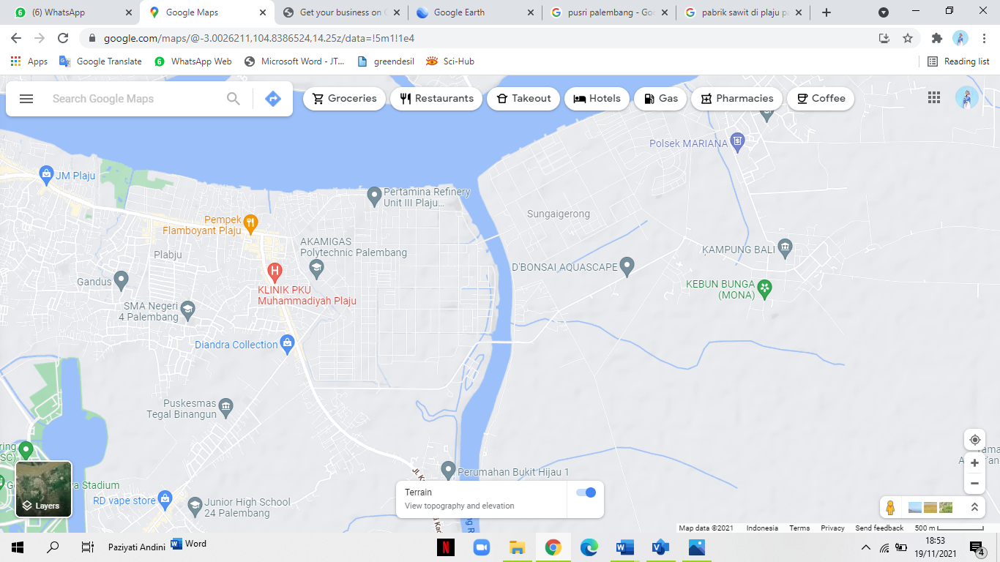 (6) WhatsApp
Google Maps
Get your business on G
Google Earth
pusri palembang - Goo
pabrik sawit di plaju pa
google.com/maps/@-3.0026211,104.8386524,14.25z/data=!5m1!1e4
Apps
Google Translate
WhatsApp Web
Microsoft Word - JT...
greendesil
Sci-Hub
Reading list
Search Google Maps
Groceries
Restaurants
Takeout
Hotels
Gas
Pharmacies
Coffee
Polsek MARIANA
JM Plaju
Pertamina Refinery
Unit III Plaju...
Sungaigerong
Pempek
Flamboyant Plaju
AKAMIGAS
Polytechnic Palembang
Plabju
KAMPUNG BALI
D'BONSAI AQUASCAPE
Gandus
KLINIK PKU
Muhammadiyah Plaju
KEBUN BUNGA
(MONA)
SMA Negeri
4 Palembang
Diandra Collection
Puskesmas
Tegal Binangun
ring
SC)
Perumahan Bukit Hijau 1
Stadium
RD vape store
Junior High School
24 Palembang
Layers
Terrain
View topography and elevation
Map data ©2021
Indonesia
Terms
Privacy
Send feedback
500 m
Paziyati Andini
Word
18:53
19/11/2021
4